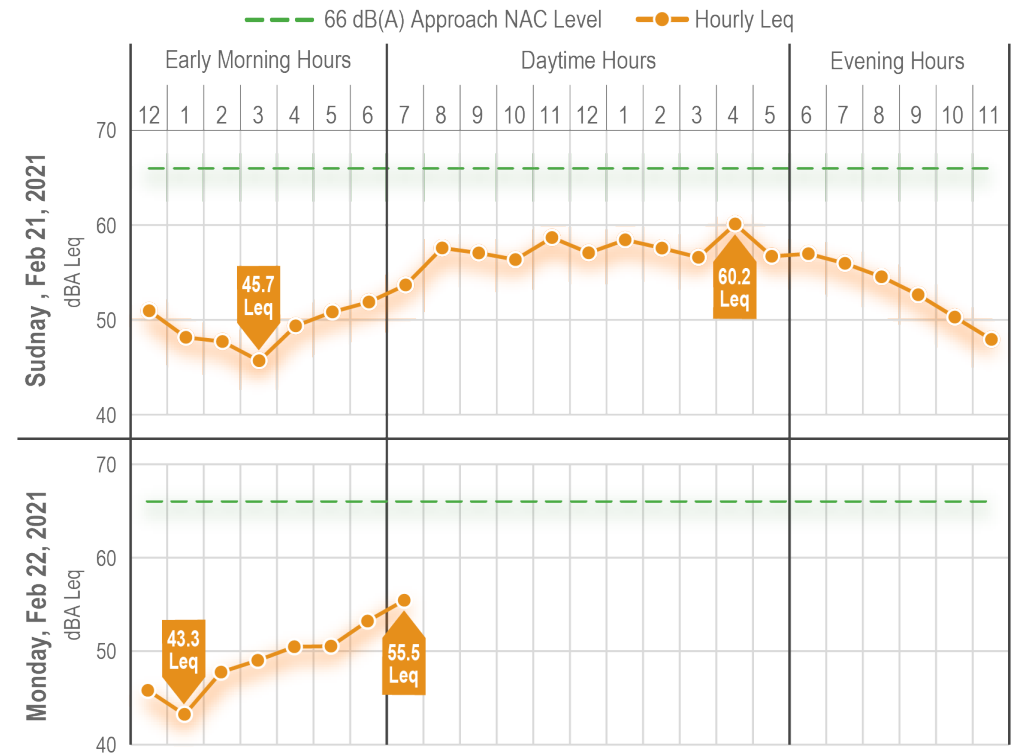 66 dB(A) Approach NAC Level Hourly Leq
Early Morning Hours Daytime Hours Evening Hours
12 1 2 3 4 5 6 7 8 9 10 11 12 1 2 3 4 5 6 7 8 9 10 11
Sudnay , Feb 21, 2021
dBA Leq
70
60
50
40
45.7
Leq
60.2
Leq
Monday, Feb 22, 2021
dBA Leq
70
60
50
40
43.3
Leq
55.5
Leq